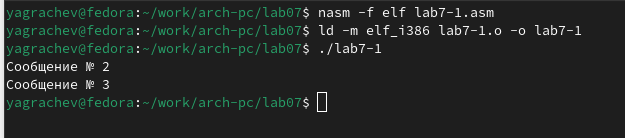 yagrachev@fedora:~/work/arch-pc/lab07$ nasm -f elf lab7-1.asm
yagrachev@fedora:~/work/arch-pc/lab07$ ld -m elf_i386 lab7-1.o -o lab7-1
yagrachev@fedora:~/work/arch-pc/lab07$ ./lab7-1
Сообщение № 2
Сообщение № 3
yagrachev@fedora:~/work/arch-pc/lab07$